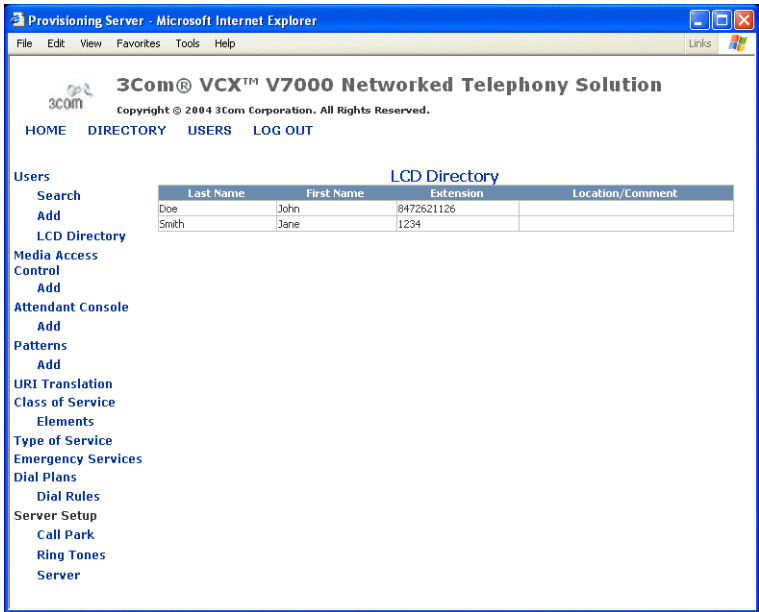 Provisioning Server - Microsoft Internet Explorer
File Edit View Favorites Tools Help Links
3Com
3Com® VCX™ V7000 Networked Telephony Solution
Copyright © 2004 3Com Corporation. All Rights Reserved.
HOME DIRECTORY USERS LOG OUT
Users
Search
Add
LCD Directory
Media Access
Control
Add
Attendant Console
Add
Patterns
Add
URI Translation
Class of Service
Elements
Type of Service
Emergency Services
Dial Plans
Dial Rules
Server Setup
Call Park
Ring Tones
Server
LCD Directory
Last Name First Name Extension Location/Comment
Doe John 8472621126
Smith Jane 1234